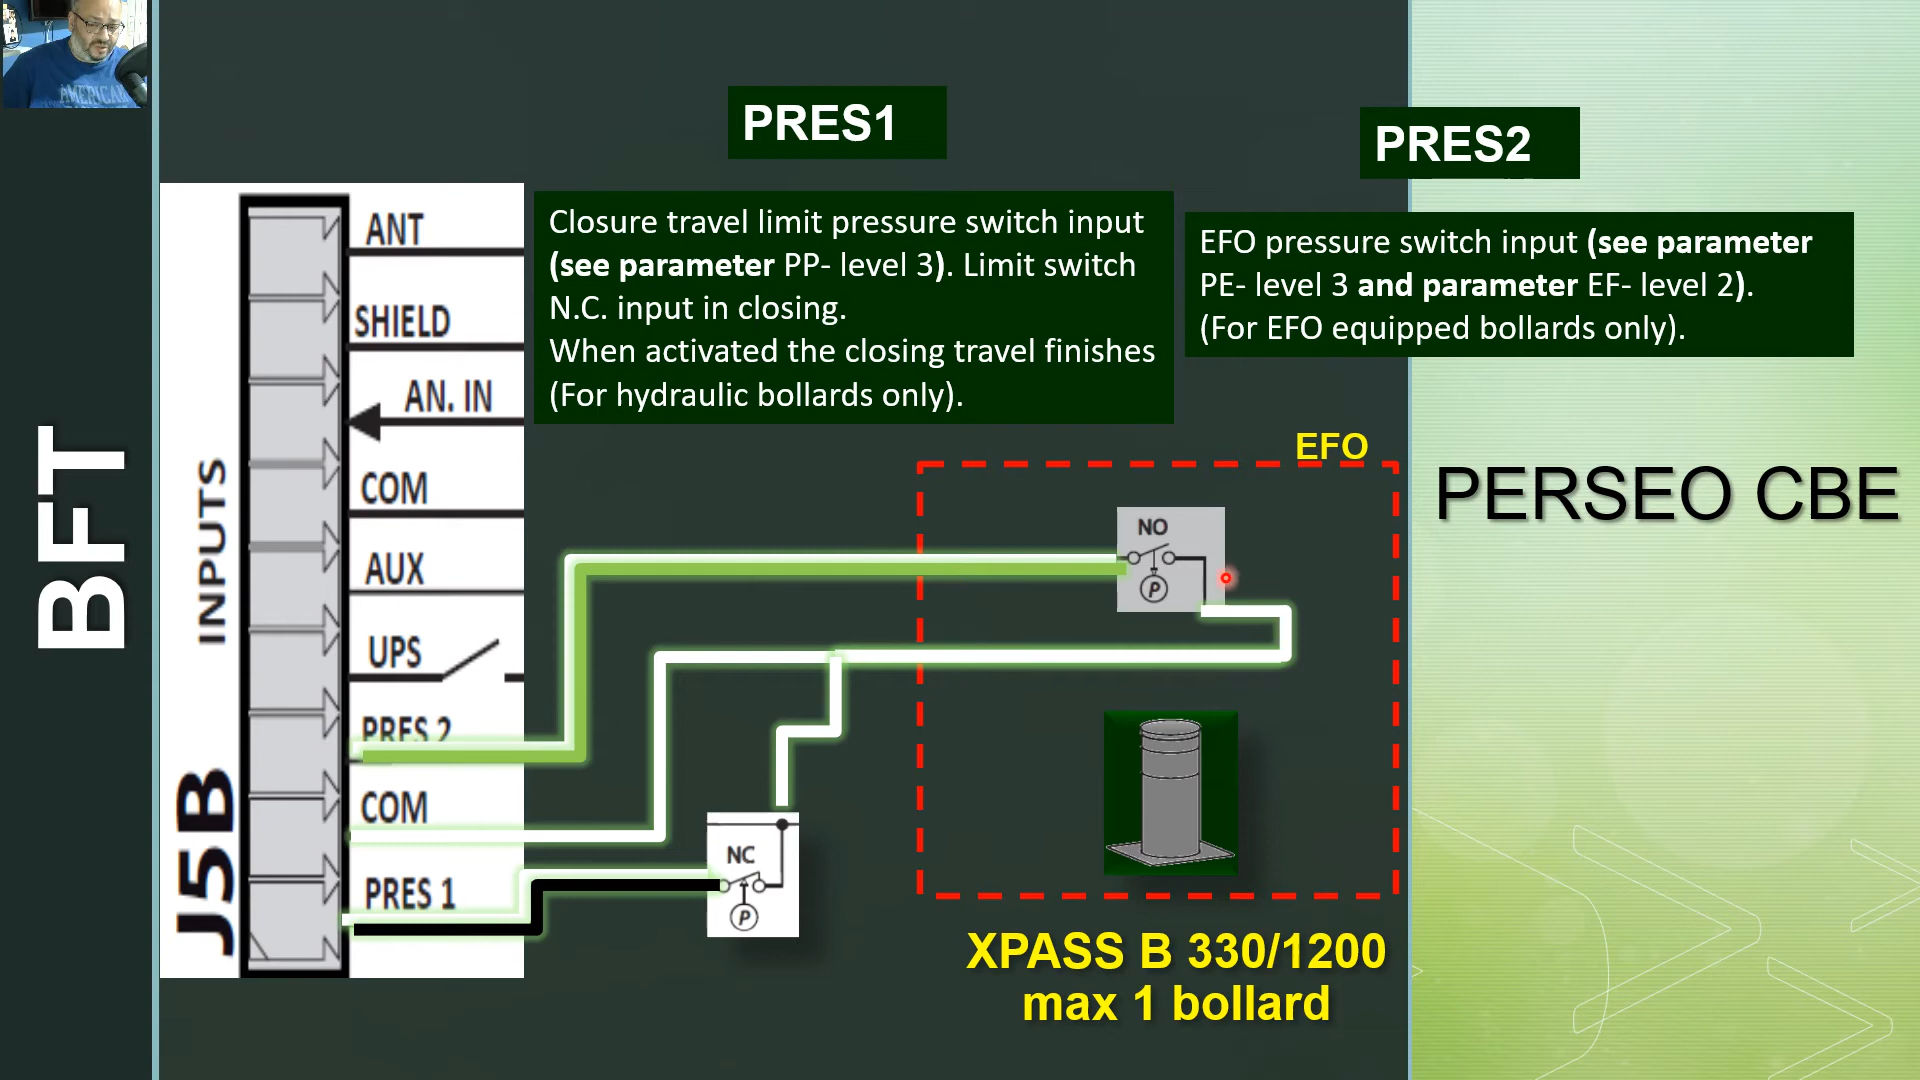 AMERICAN
BFT
PRES1
PRES2
Closure travel limit pressure switch input
(see parameter PP- level 3). Limit switch
N.C. input in closing.
When activated the closing travel finishes
(For hydraulic bollards only).
EFO pressure switch input (see parameter
PE- level 3 and parameter EF- level 2).
(For EFO equipped bollards only).
INPUTS
J5B
ANT
SHIELD
AN. IN
COM
AUX
UPS
PRES 2
COM
PRES 1
EFO
NO
P
NC
P
XPASS B 330/1200
max 1 bollard
PERSEO CBE